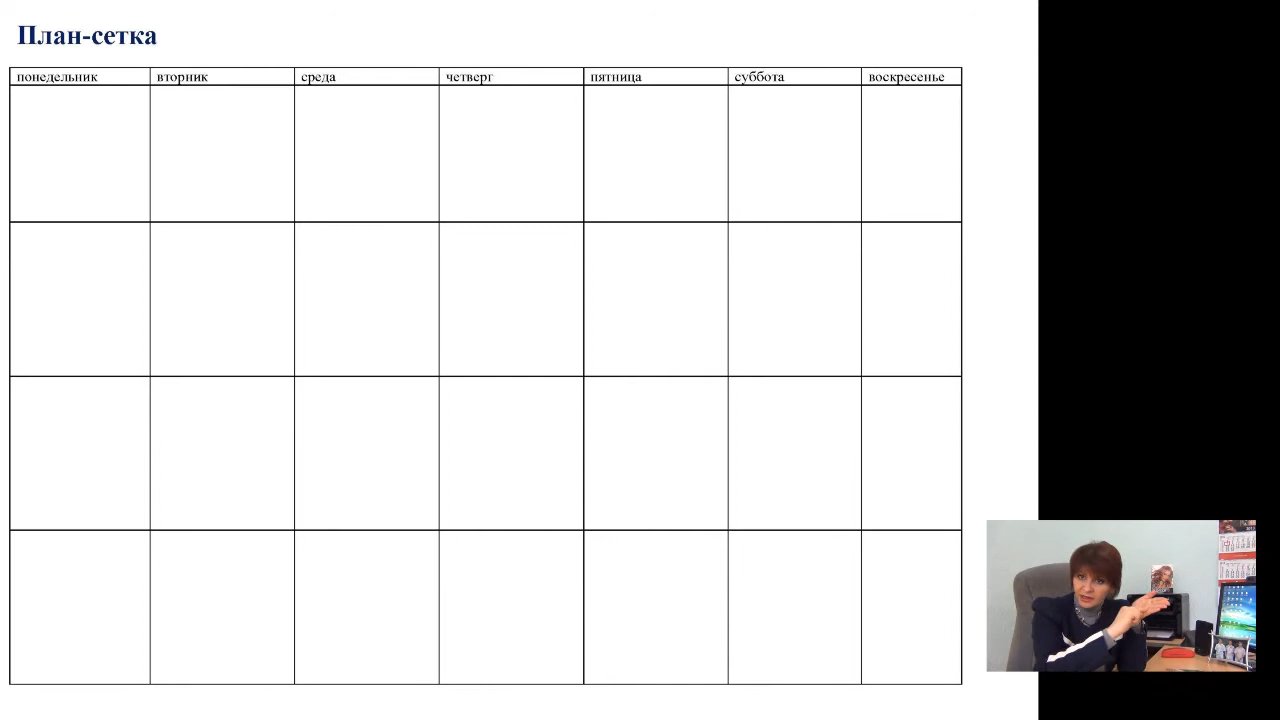 План-сетка
понедельник вторник среда четверг пятница суббота воскресенье